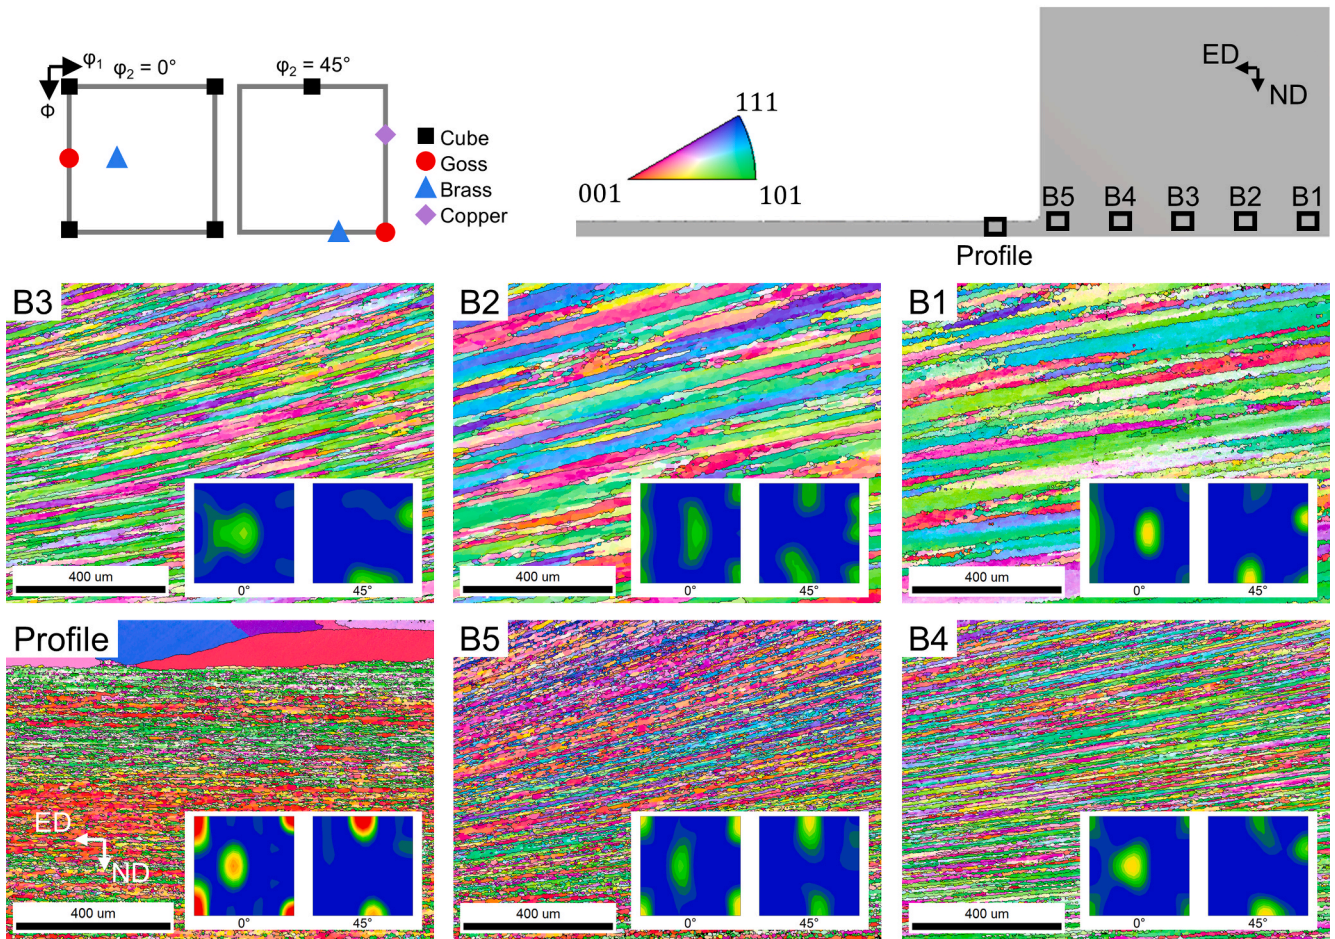 φ₁
φ₂ = 0°
φ₂ = 45°
Φ
Cube
Goss
Brass
Copper
111
001
101
ED
ND
B5 B4 B3 B2 B1
Profile
B3
400 um
0°
45°
B2
400 um
0°
45°
B1
400 um
0°
45°
Profile
ED
ND
400 um
0°
45°
B5
400 um
0°
45°
B4
400 um
0°
45°